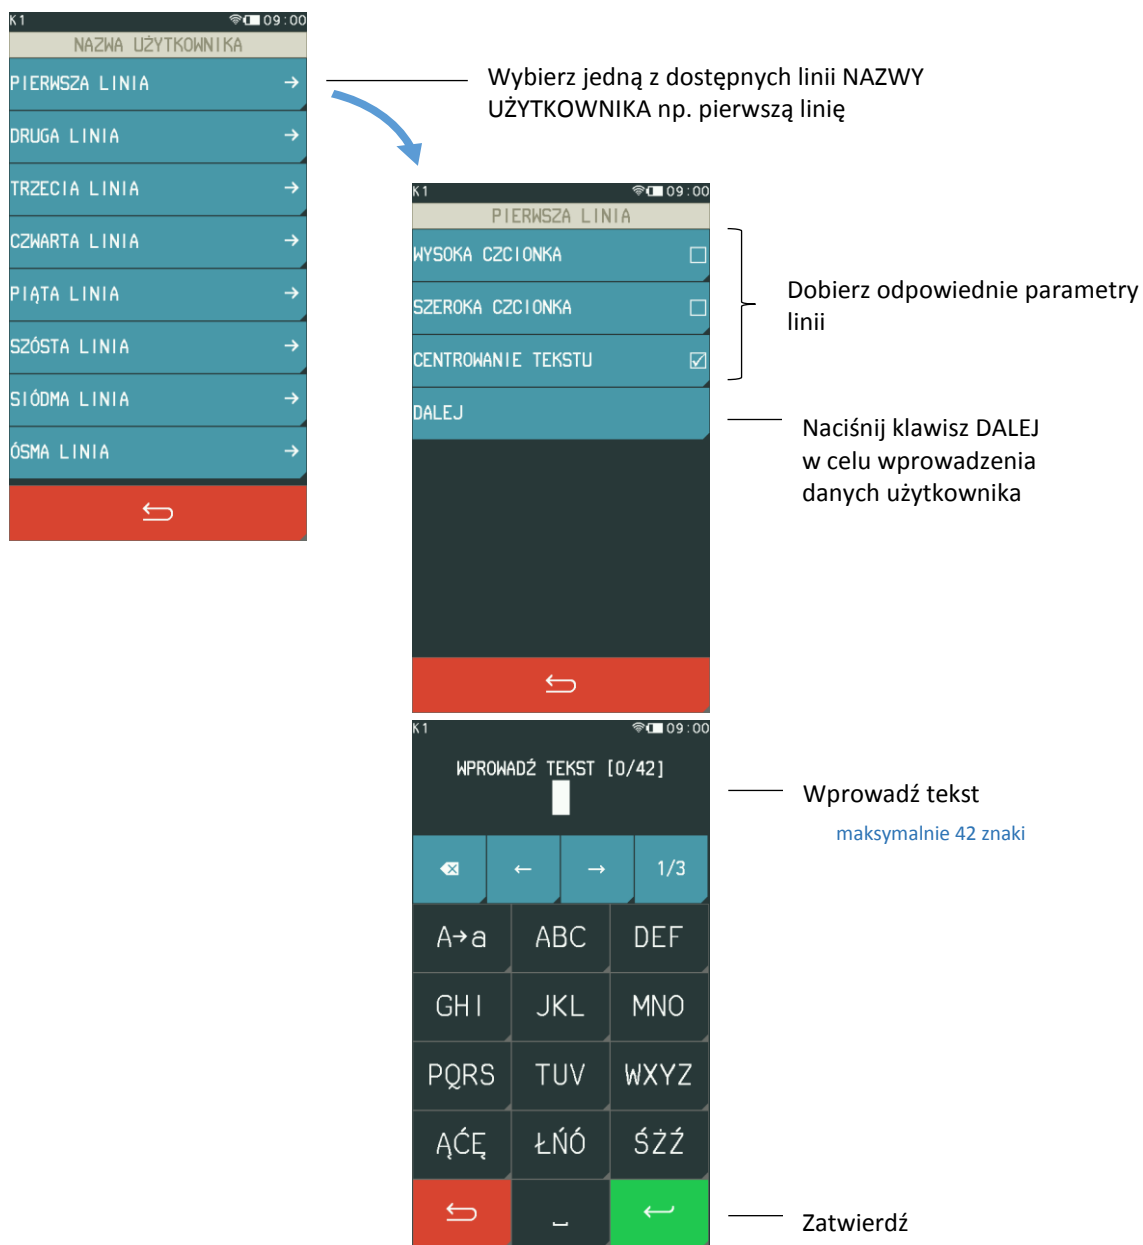 K1 09:00
NAZWA UŻYTKOWNIKA
PIERWSZA LINIA →
DRUGA LINIA →
TRZECIA LINIA →
CZWARTA LINIA →
PIĄTA LINIA →
SZÓSTA LINIA →
SIÓDMA LINIA →
ÓSMA LINIA →
Wybierz jedną z dostępnych linii NAZWY
UŻYTKOWNIKA np. pierwszą linię
K1 09:00
PIERWSZA LINIA
WYSOKA CZCIONKA
SZEROKA CZCIONKA
CENTROWANIE TEKSTU
DALEJ
Dobierz odpowiednie parametry
linii
Naciśnij klawisz DALEJ
w celu wprowadzenia
danych użytkownika
K1 09:00
WPROWADŹ TEKST [0/42]
← → 1/3
A→a ABC DEF
GHI JKL MNO
PQRS TUV WXYZ
ĄĆĘ ŁŃÓ ŚŻŹ
Wprowadź tekst
maksymalnie 42 znaki
Zatwierdź